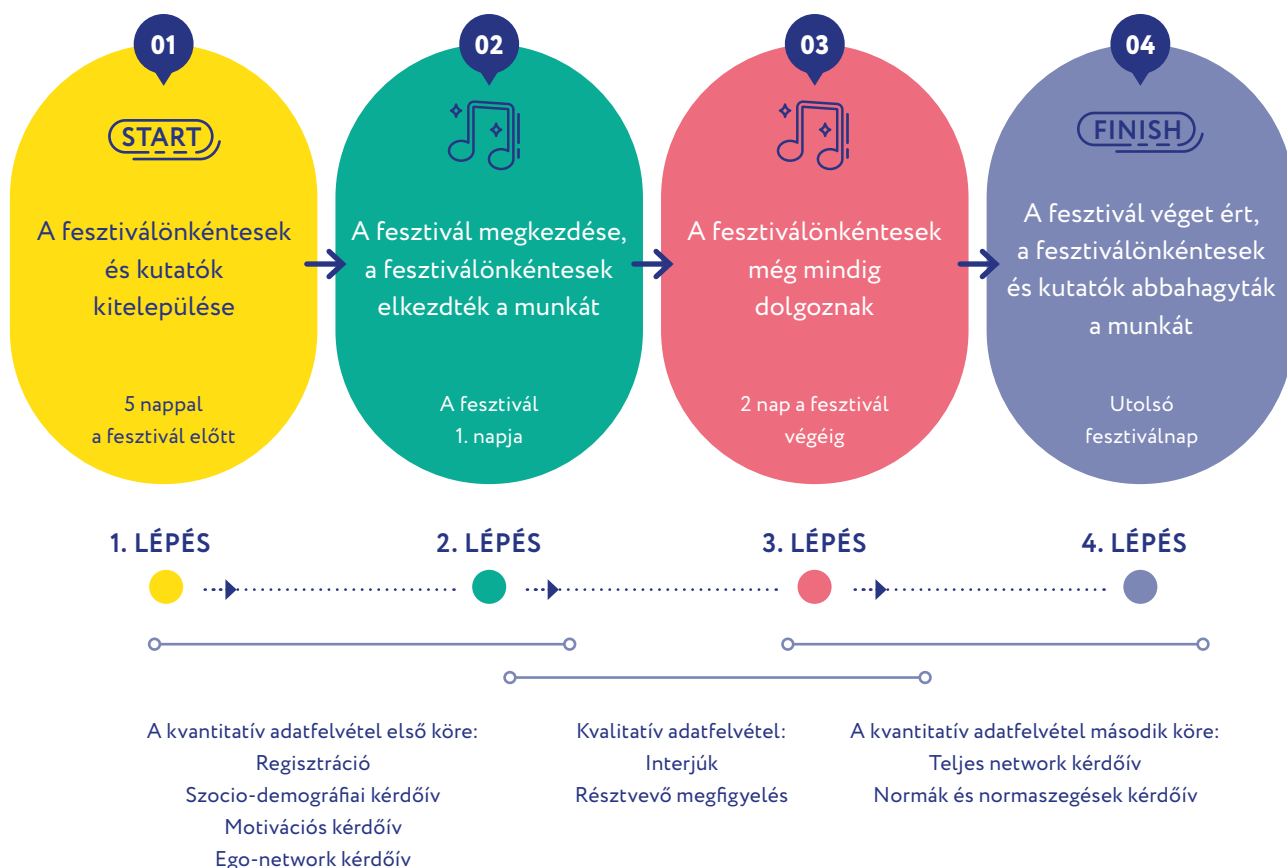 01
START
A fesztiválönkéntesek
és kutatók
kitelepülése
5 nappal
a fesztivál előtt
02
A fesztivál megkezdése,
a fesztiválönkéntesek
elkezdték a munkát
A fesztivál
1. napja
03
A fesztiválönkéntesek
még mindig
dolgoznak
2 nap a fesztivál
végéig
04
FINISH
A fesztivál véget ért,
a fesztiválönkéntesek
és kutatók abbahagyták
a munkát
Utolsó
fesztiválnap
1. LÉPÉS
2. LÉPÉS
3. LÉPÉS
4. LÉPÉS
A kvantitatív adatfelvétel első köre:
Regisztráció
Szocio-demográfiai kérdőív
Motivációs kérdőív
Ego-network kérdőív
Kvalitatív adatfelvétel:
Interjúk
Résztvevő megfigyelés
A kvantitatív adatfelvétel második köre:
Teljes network kérdőív
Normák és normaszegések kérdőív